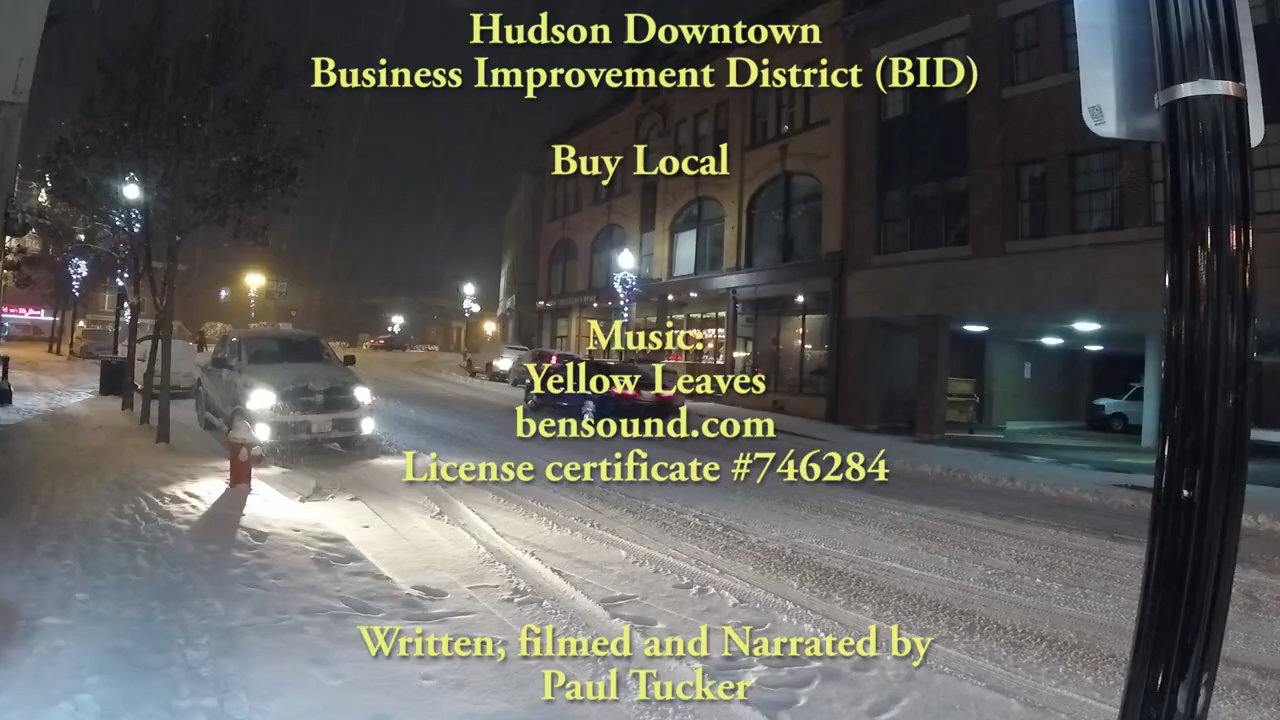 Hudson Downtown
Business Improvement District (BID)
Buy Local
Music:
Yellow Leaves
bensound.com
License certificate #746284
Written, filmed and Narrated by
Paul Tucker